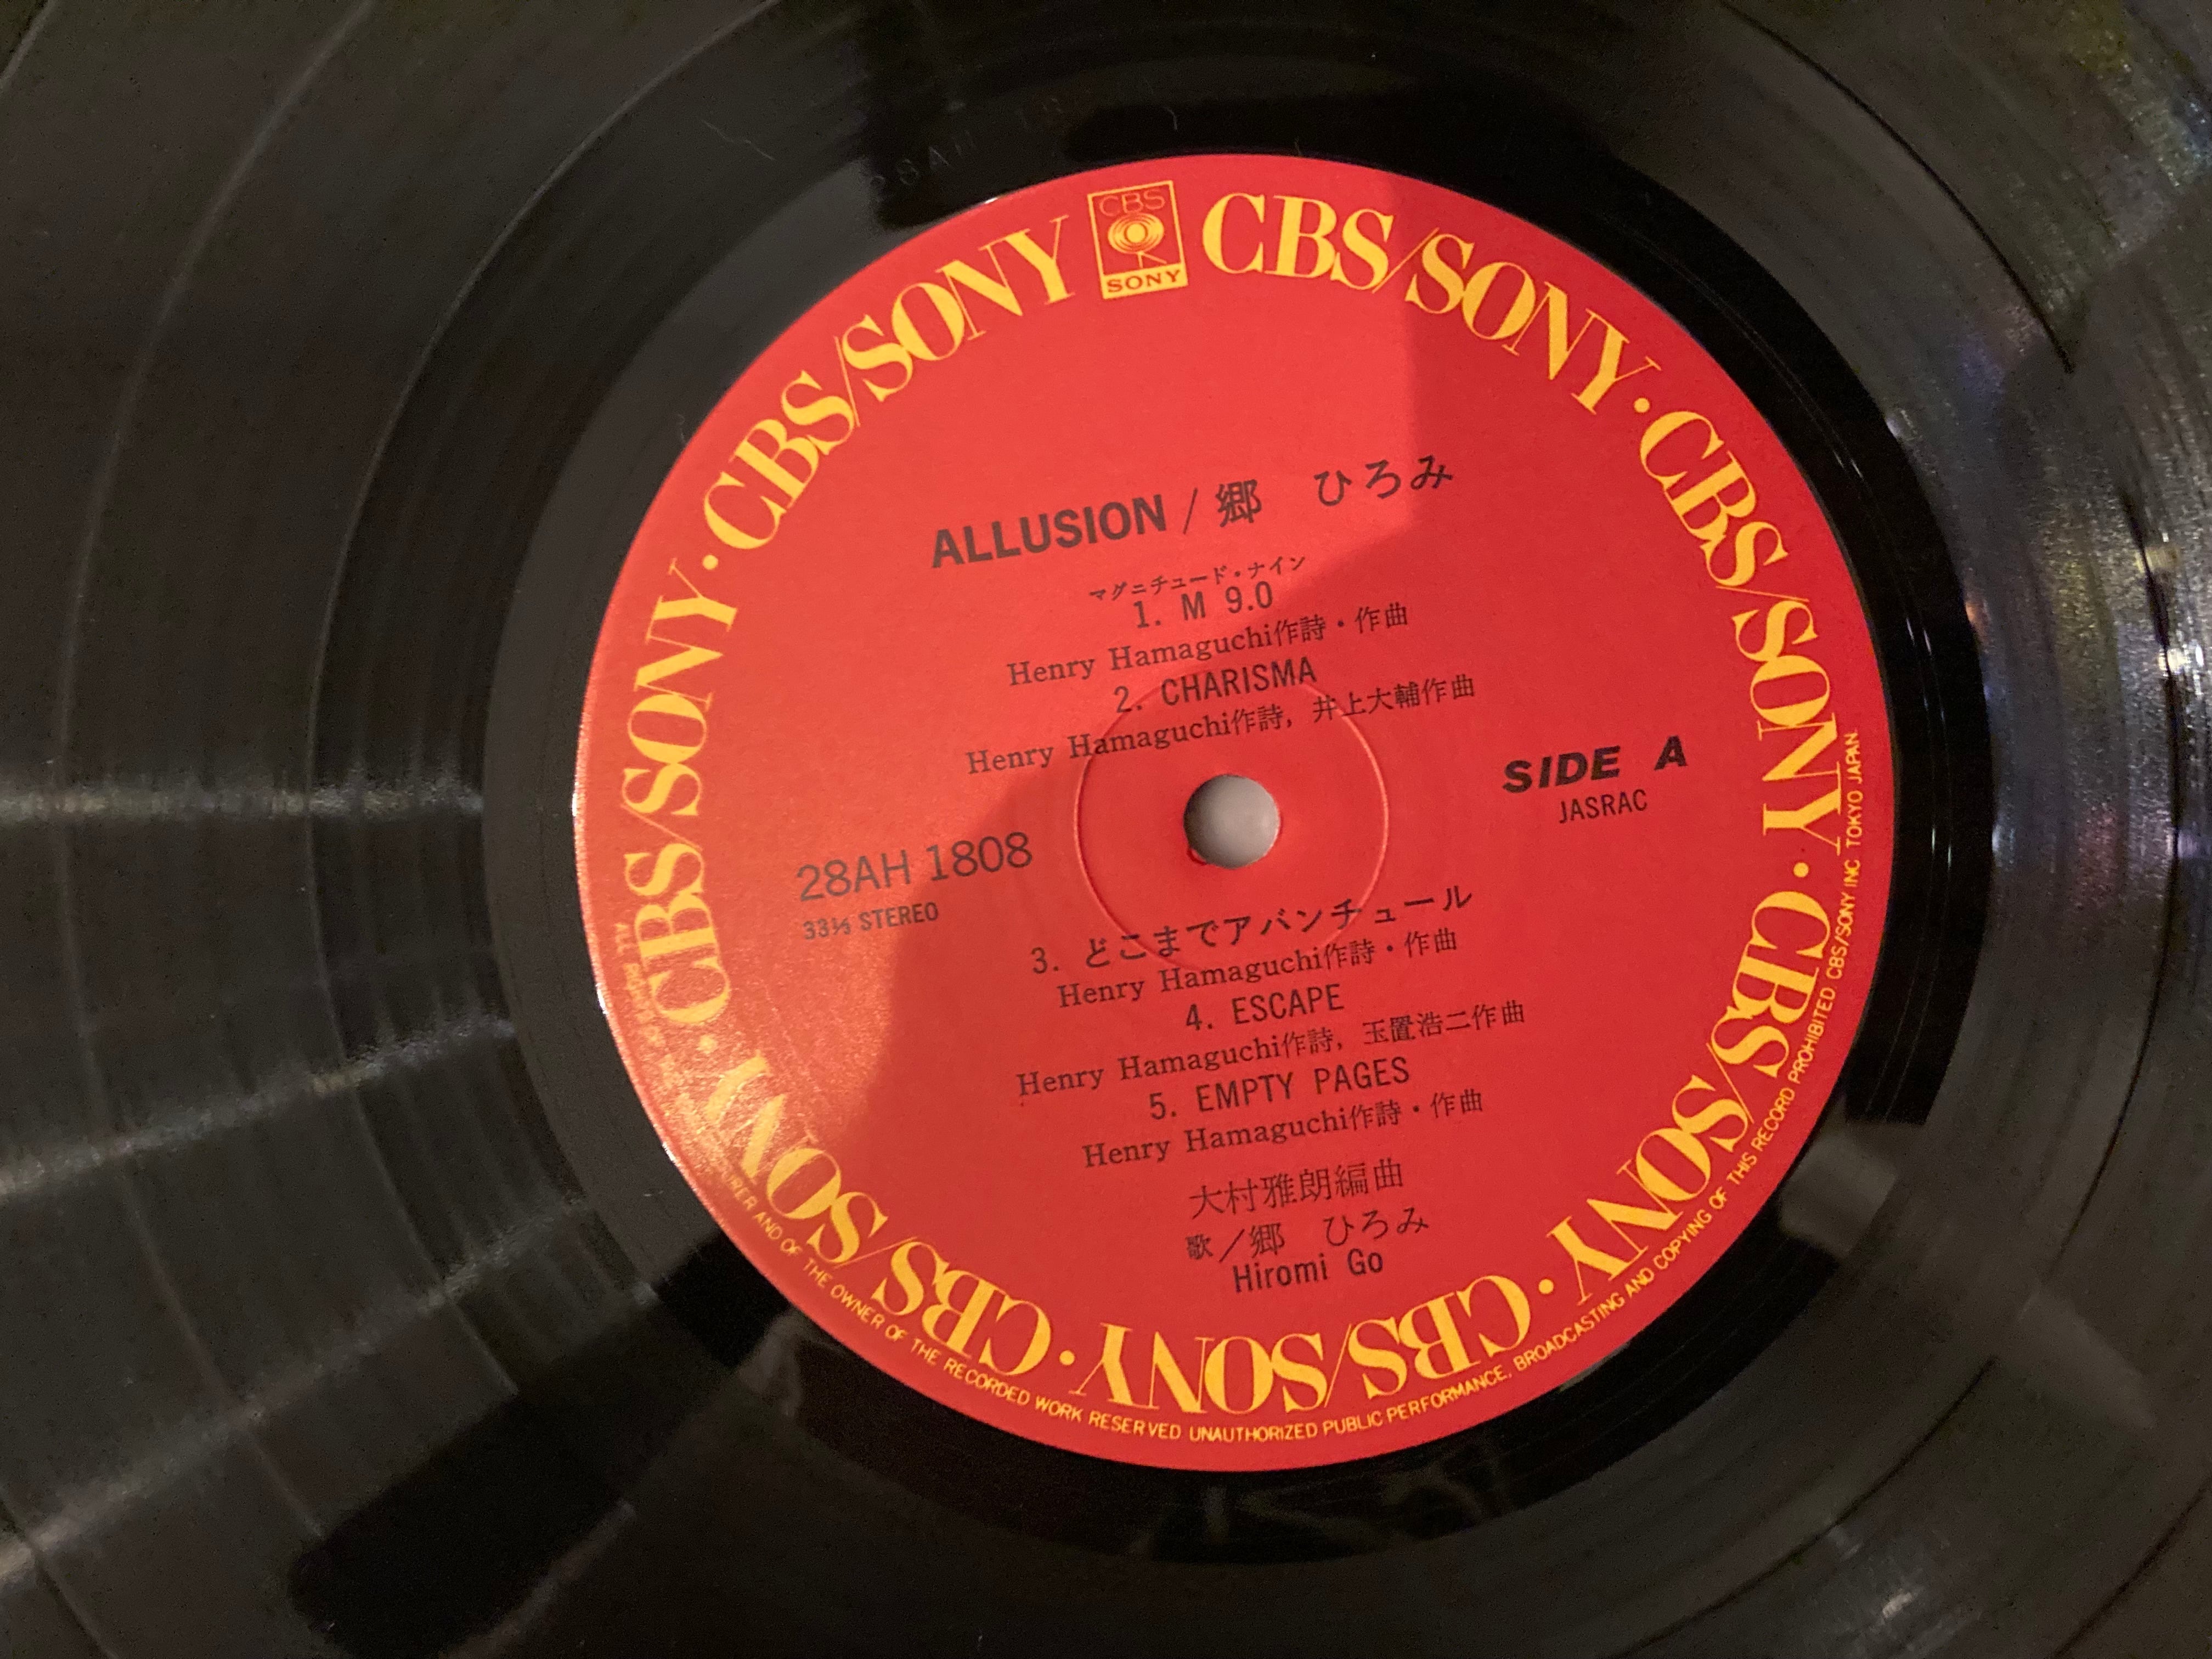 CBS
SONY
CBS/SONY・CBS/SONY・CBS/SONY・CBS/SONY・CBS/SONY・CBS/SONY・CBS/SONY
ALLUSION / 郷　ひろみ
マグニチュード・ナイン
1. M 9.0
Henry Hamaguchi作詩・作曲
2. CHARISMA
Henry Hamaguchi作詩, 井上大輔作曲
SIDE A
JASRAC
28AH 1808
33⅓ STEREO
3. どこまでアバンチュール
Henry Hamaguchi作詩・作曲
4. ESCAPE
Henry Hamaguchi作詩, 玉置浩二作曲
5. EMPTY PAGES
Henry Hamaguchi作詩・作曲
大村雅朗編曲
歌／郷　ひろみ
Hiromi Go
ALL AND OF THE OWNER OF THE RECORDED WORK RESERVED UNAUTHORIZED PUBLIC PERFORMANCE, BROADCASTING AND COPYING OF THIS RECORD PROHIBITED CBS/SONY INC TOKYO JAPAN.
28AH